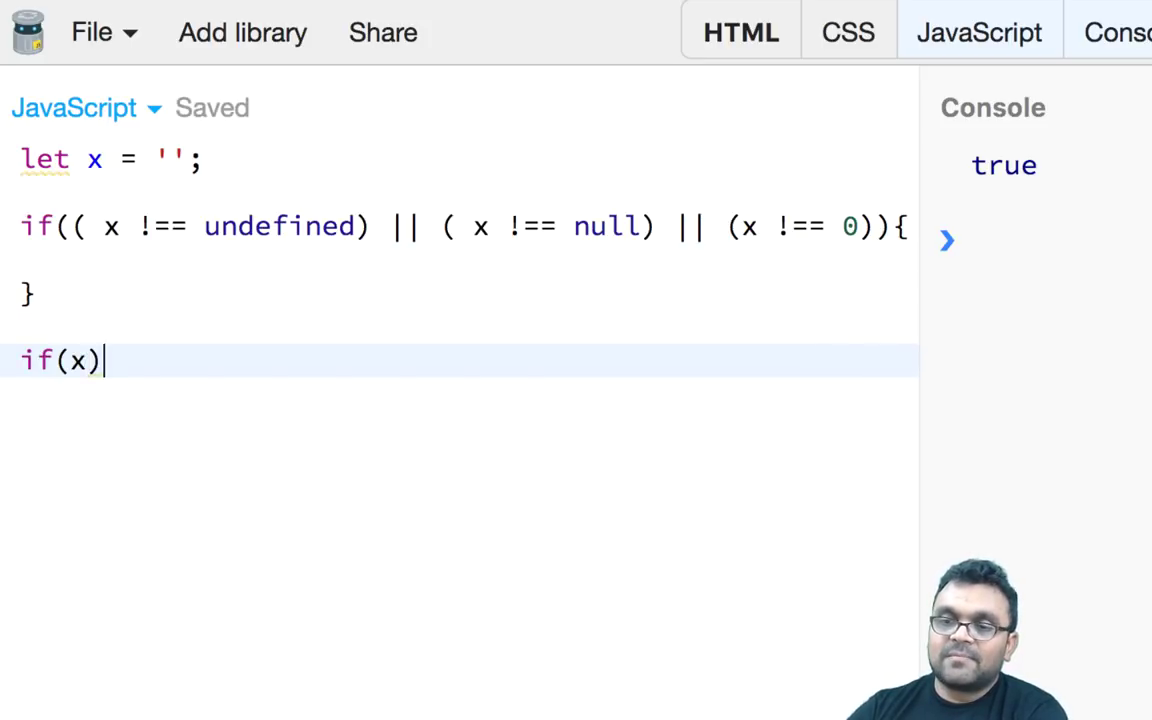 File Add library Share HTML CSS JavaScript Conso
JavaScript Saved
Console
let x = '';
true
if(( x !== undefined) || ( x !== null) || (x !== 0)){
❯
}
if(x)